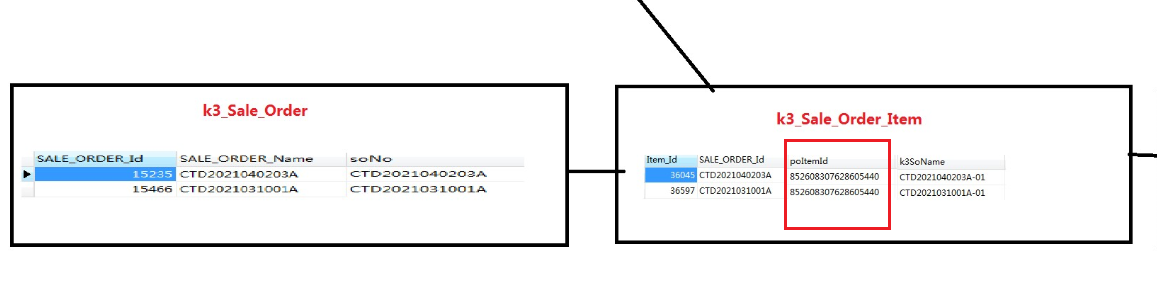 k3_Sale_Order
SALE_ORDER_Id SALE_ORDER_Name soNo
15235 CTD2021040203A CTD2021040203A
15466 CTD2021031001A CTD2021031001A
k3_Sale_Order_Item
Item_Id SALE_ORDER_Id poItemId k3SoName
36045 CTD2021040203A 852608307628605440 CTD2021040203A-01
36597 CTD2021031001A 852608307628605440 CTD2021031001A-01